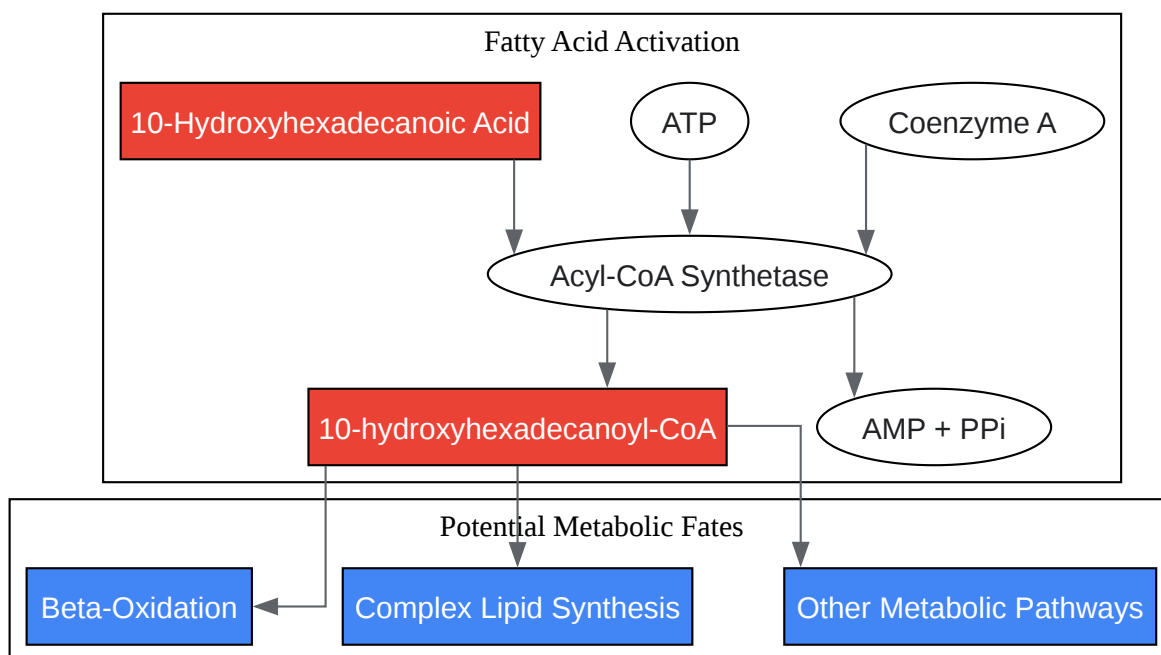 Fatty Acid Activation
10-Hydroxyhexadecanoic Acid
ATP
Coenzyme A
Acyl-CoA Synthetase
10-hydroxyhexadecanoyl-CoA
AMP + PPi
Potential Metabolic Fates
Beta-Oxidation
Complex Lipid Synthesis
Other Metabolic Pathways